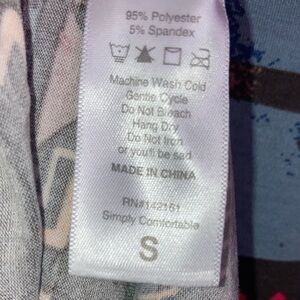 95% Polyester
5% Spandex
Machine Wash Cold
Gentle Cycle
Do Not Bleach
Hang Dry
Do Not Iron
or you'll be sad
MADE IN CHINA
RN#142161
Simply Comfortable
S